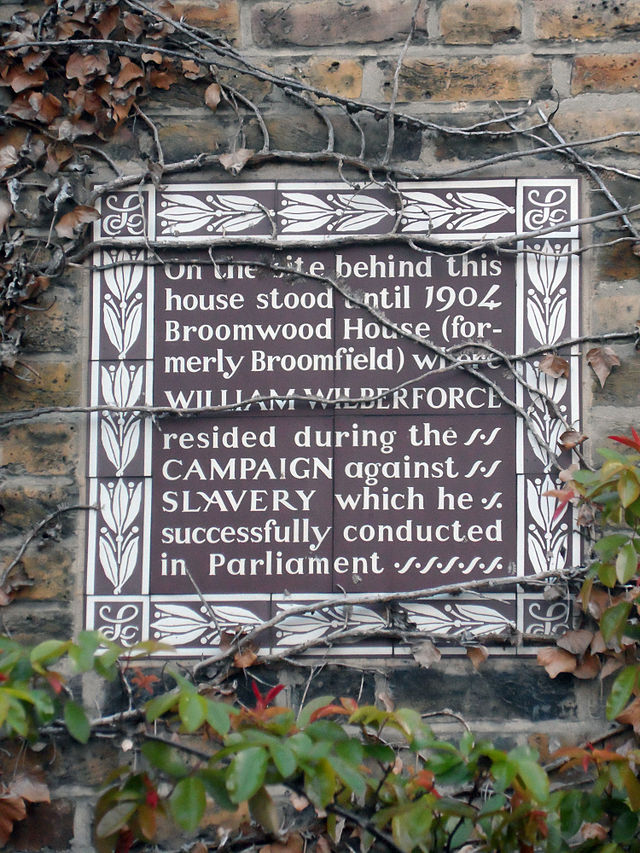 On the site behind this
house stood until 1904
Broomwood House (for-
merly Broomfield) where
WILLIAM WILBERFORCE
resided during the
CAMPAIGN against
SLAVERY which he
successfully conducted
in Parliament